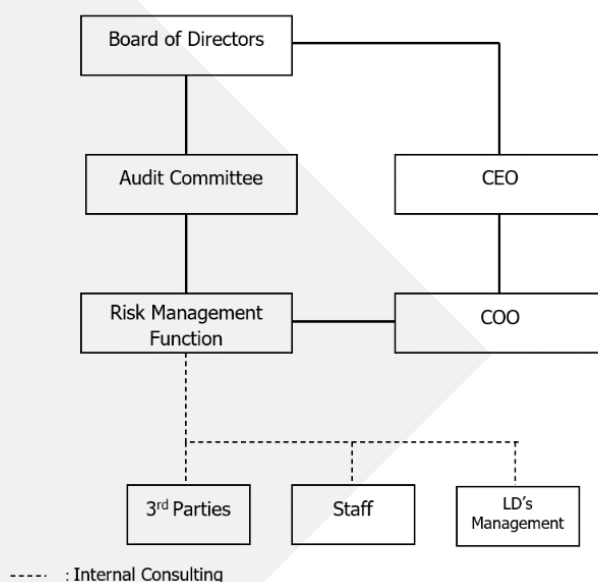 Board of Directors
Audit Committee
CEO
Risk Management
Function
COO
3rd Parties
Staff
LD's
Management
----- : Internal Consulting